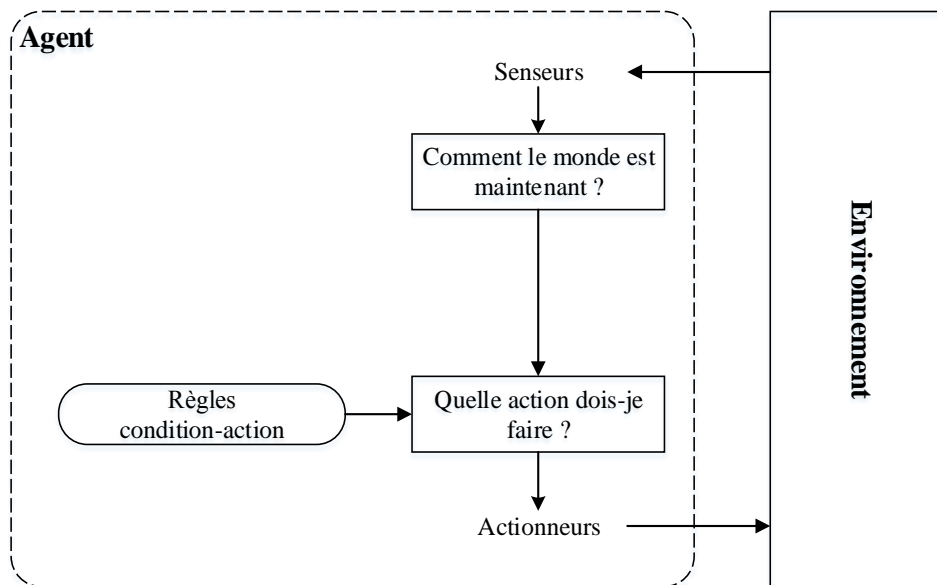 Agent
Senseurs
Comment le monde est
maintenant ?
Environnement
Règles
condition-action
Quelle action dois-je
faire ?
Actionneurs